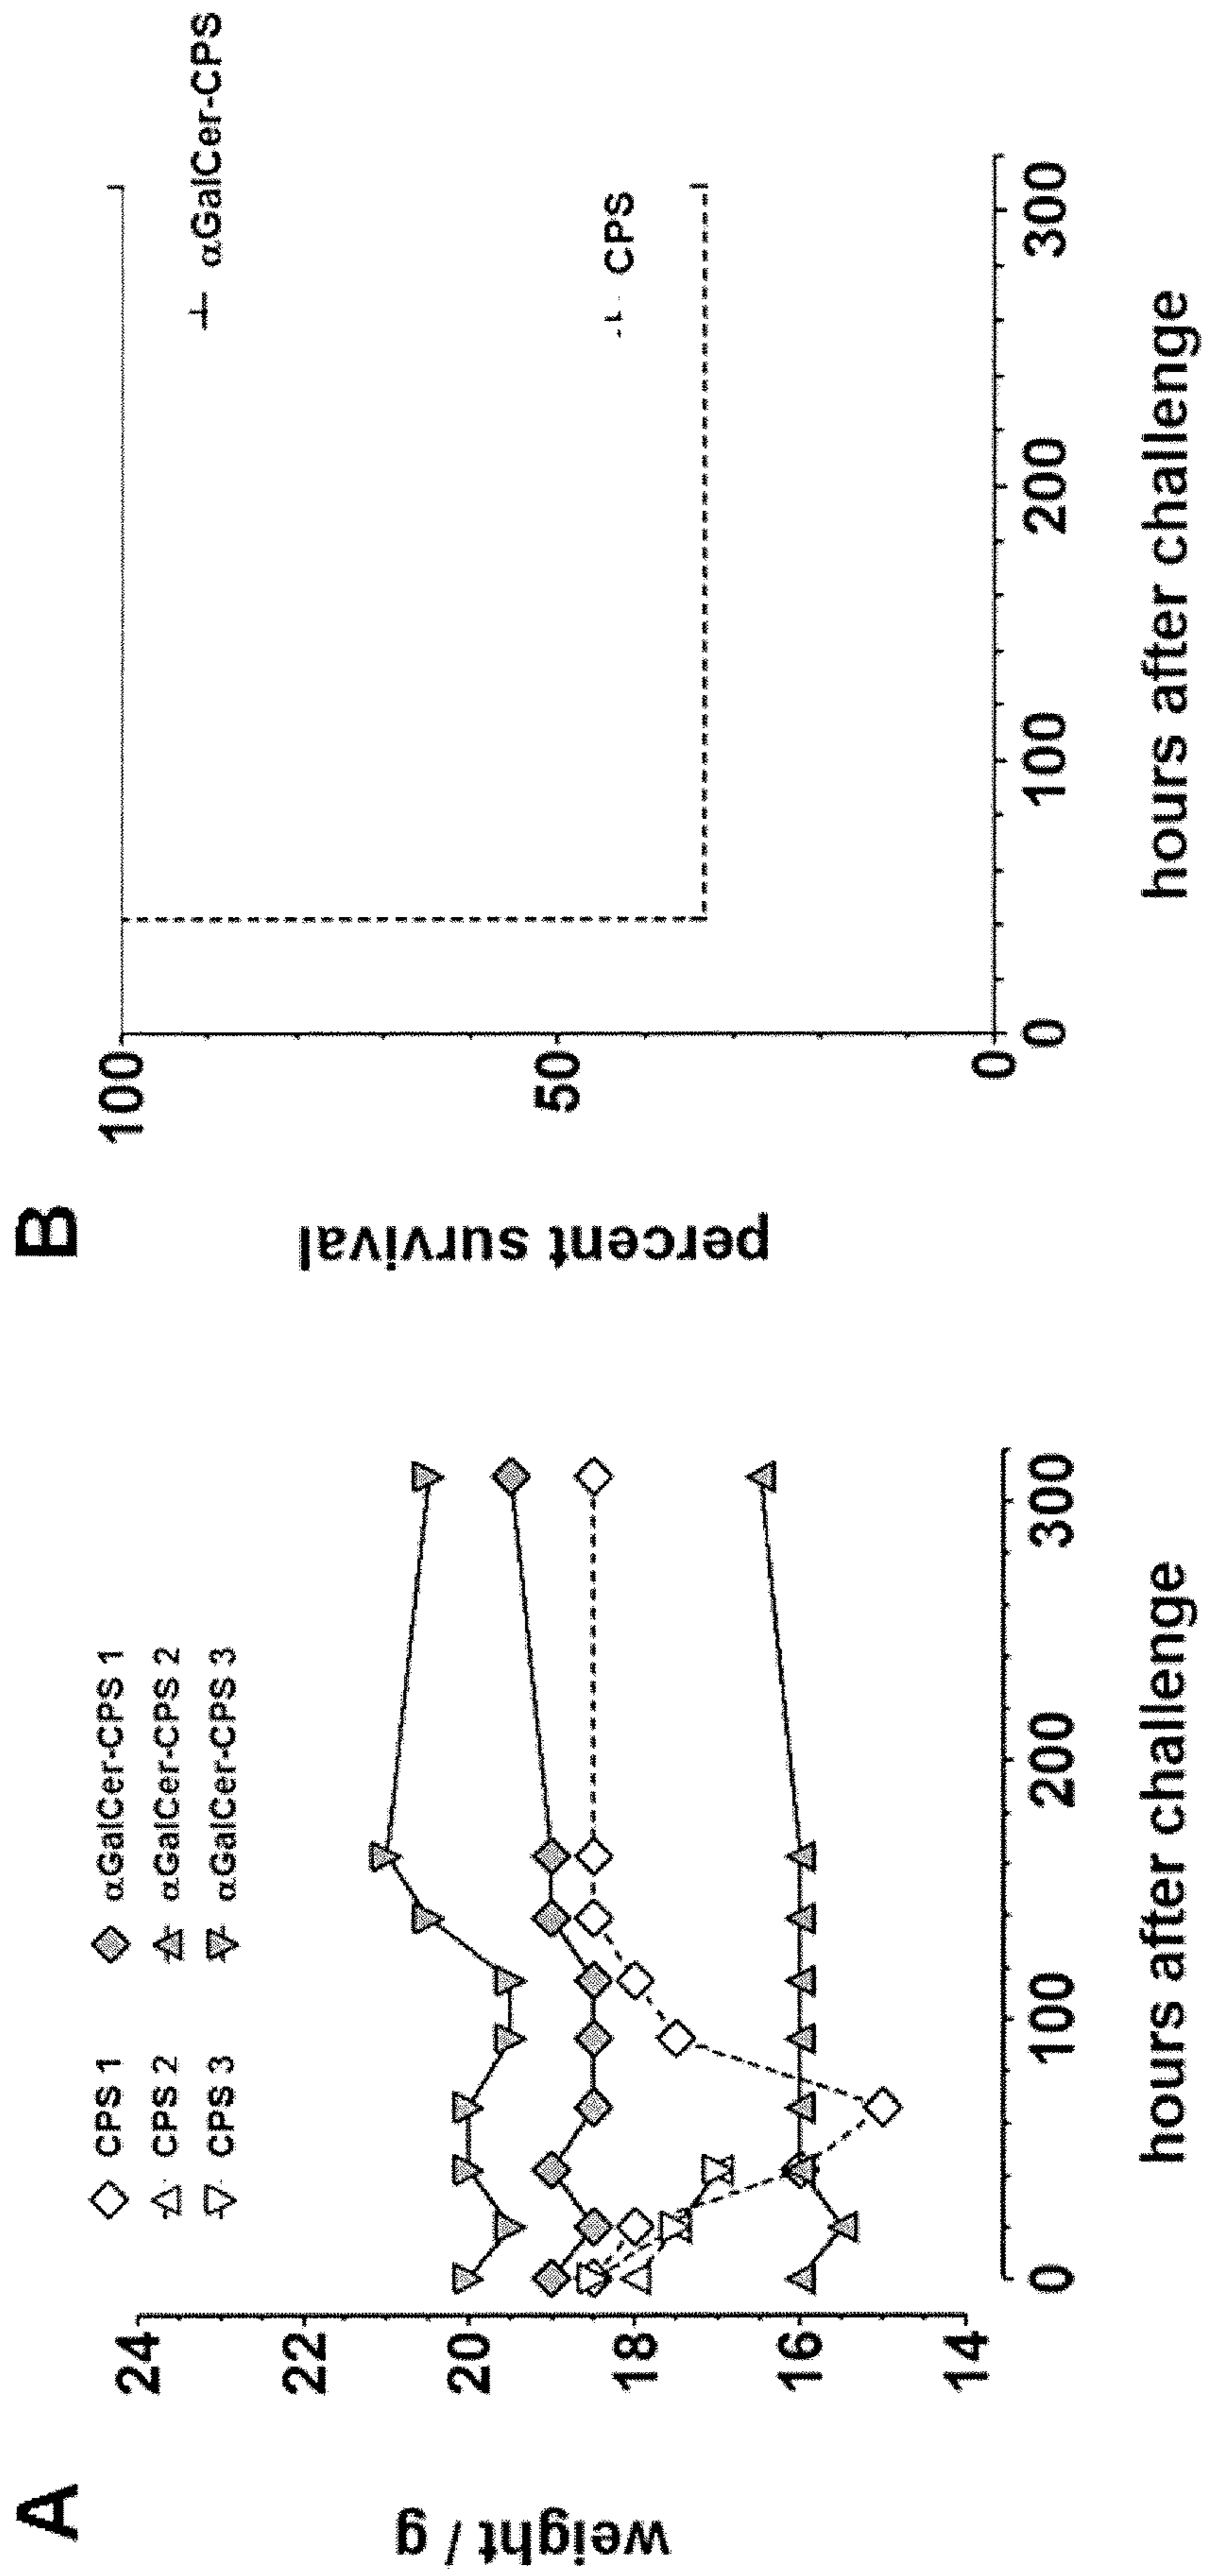 A
weight / g
24
22
20
18
16
14
0
100
200
300
hours after challenge
CPS 1
CPS 2
CPS 3
αGalCer-CPS 1
αGalCer-CPS 2
αGalCer-CPS 3
B
percent survival
100
50
0
0
100
200
300
hours after challenge
αGalCer-CPS
CPS